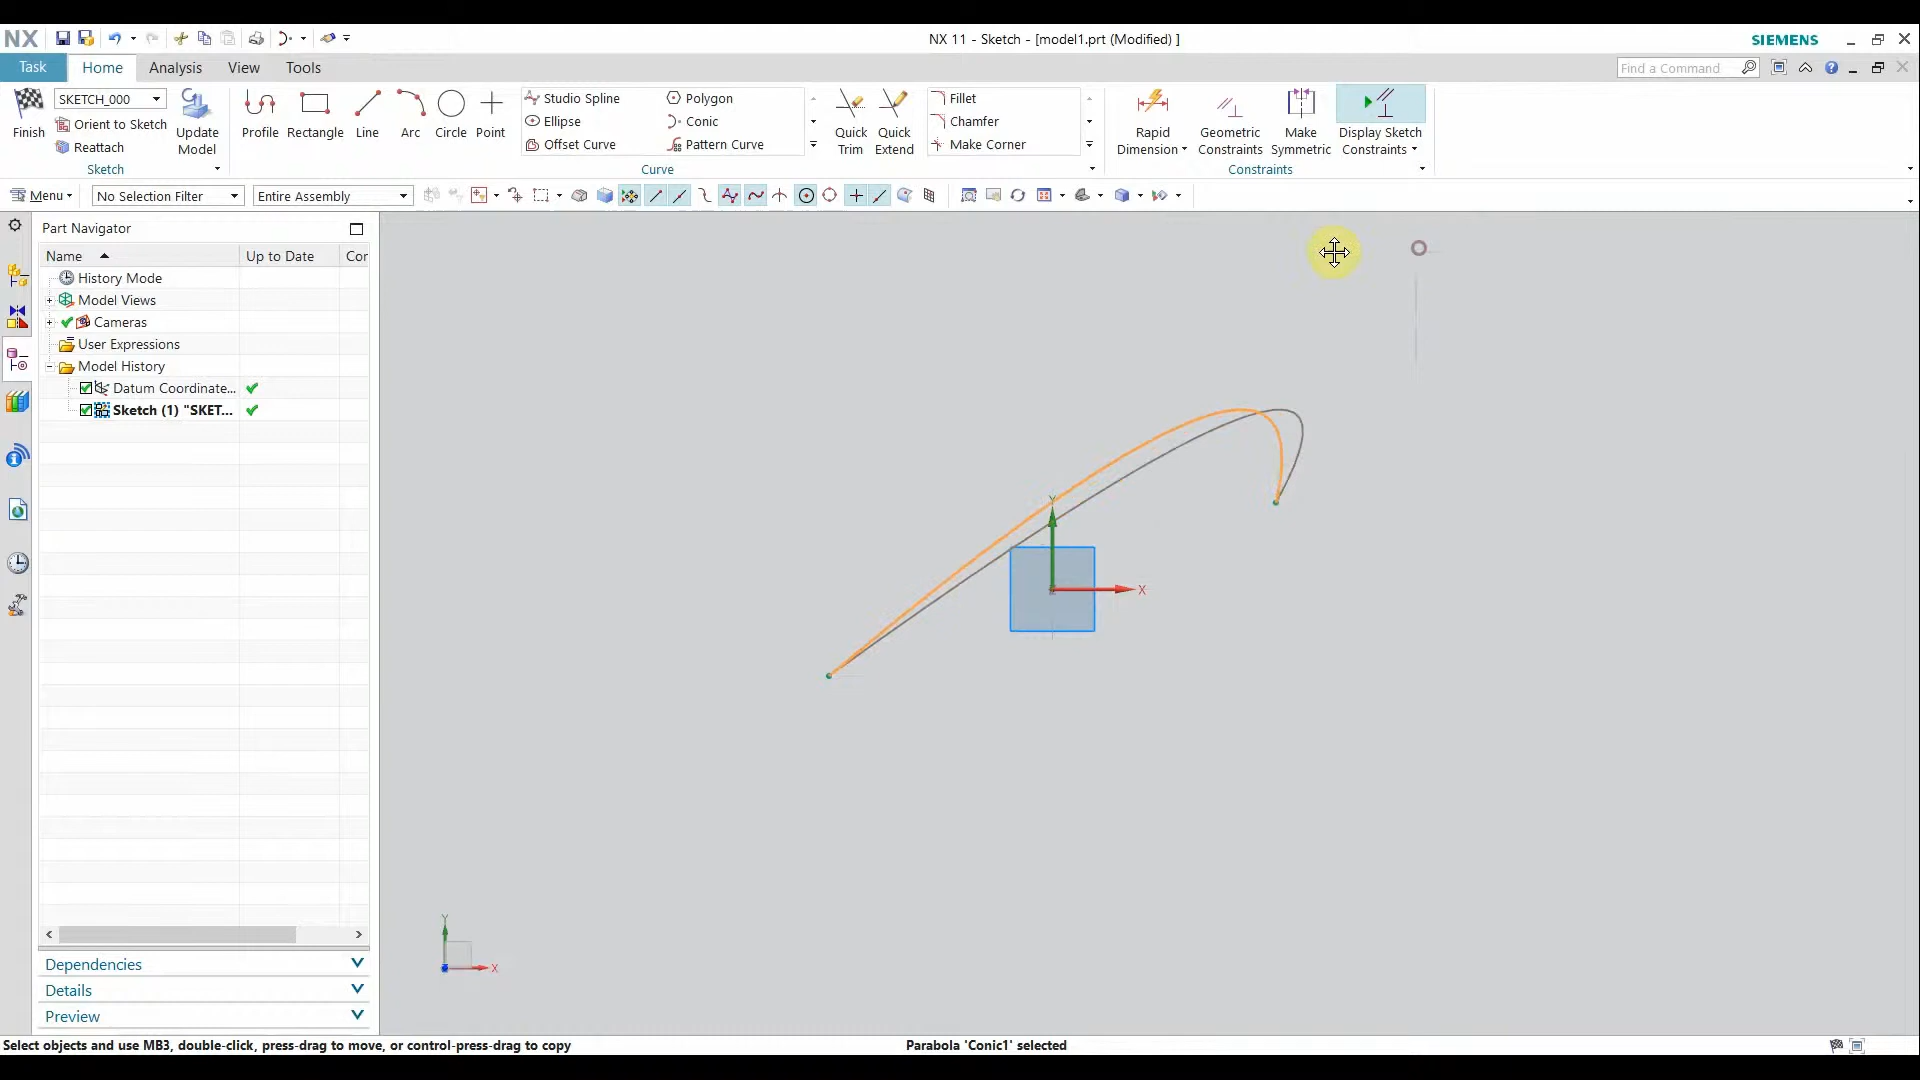 NX
NX 11 - Sketch - [model1.prt (Modified) ]
SIEMENS
Task
Home
Analysis
View
Tools
Find a Command
Finish
SKETCH_000
Orient to Sketch
Reattach
Update
Model
Sketch
Profile
Rectangle
Line
Arc
Circle
Point
Studio Spline
Ellipse
Offset Curve
Polygon
Conic
Pattern Curve
Curve
Quick
Trim
Quick
Extend
Fillet
Chamfer
Make Corner
Rapid
Dimension
Geometric
Constraints
Make
Symmetric
Display Sketch
Constraints
Constraints
Menu
No Selection Filter
Entire Assembly
Part Navigator
Name
Up to Date
Cor
History Mode
Model Views
Cameras
User Expressions
Model History
Datum Coordinate...
Sketch (1) "SKET...
Y
X
Y
X
Dependencies
Details
Preview
Select objects and use MB3, double-click, press-drag to move, or control-press-drag to copy
Parabola 'Conic1' selected